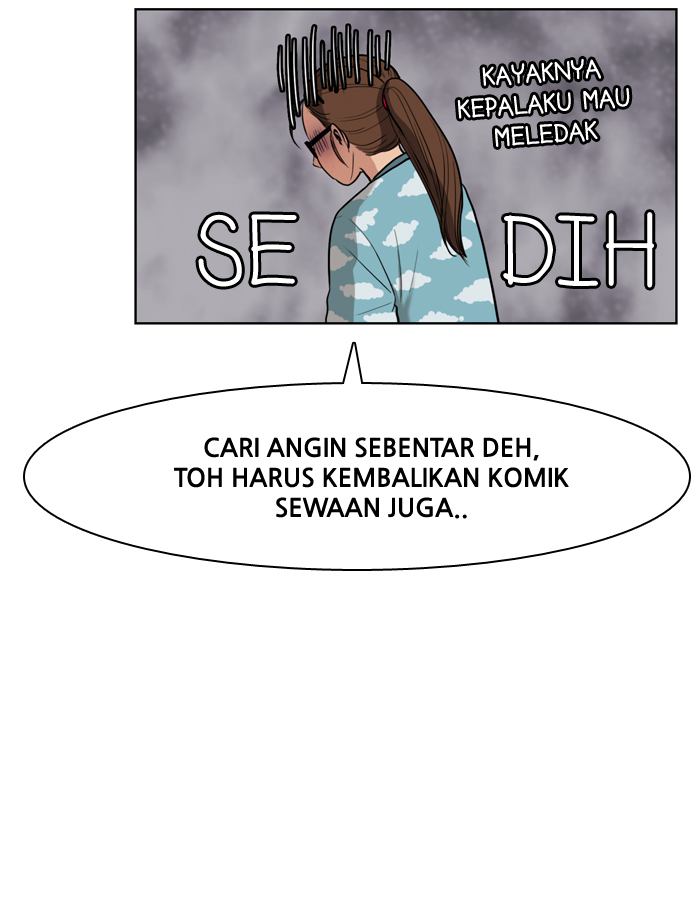 KAYAKNYA
KEPALAKU MAU
MELEDAK
SE DIH
CARI ANGIN SEBENTAR DEH,
TOH HARUS KEMBALIKAN KOMIK
SEWAAN JUGA..